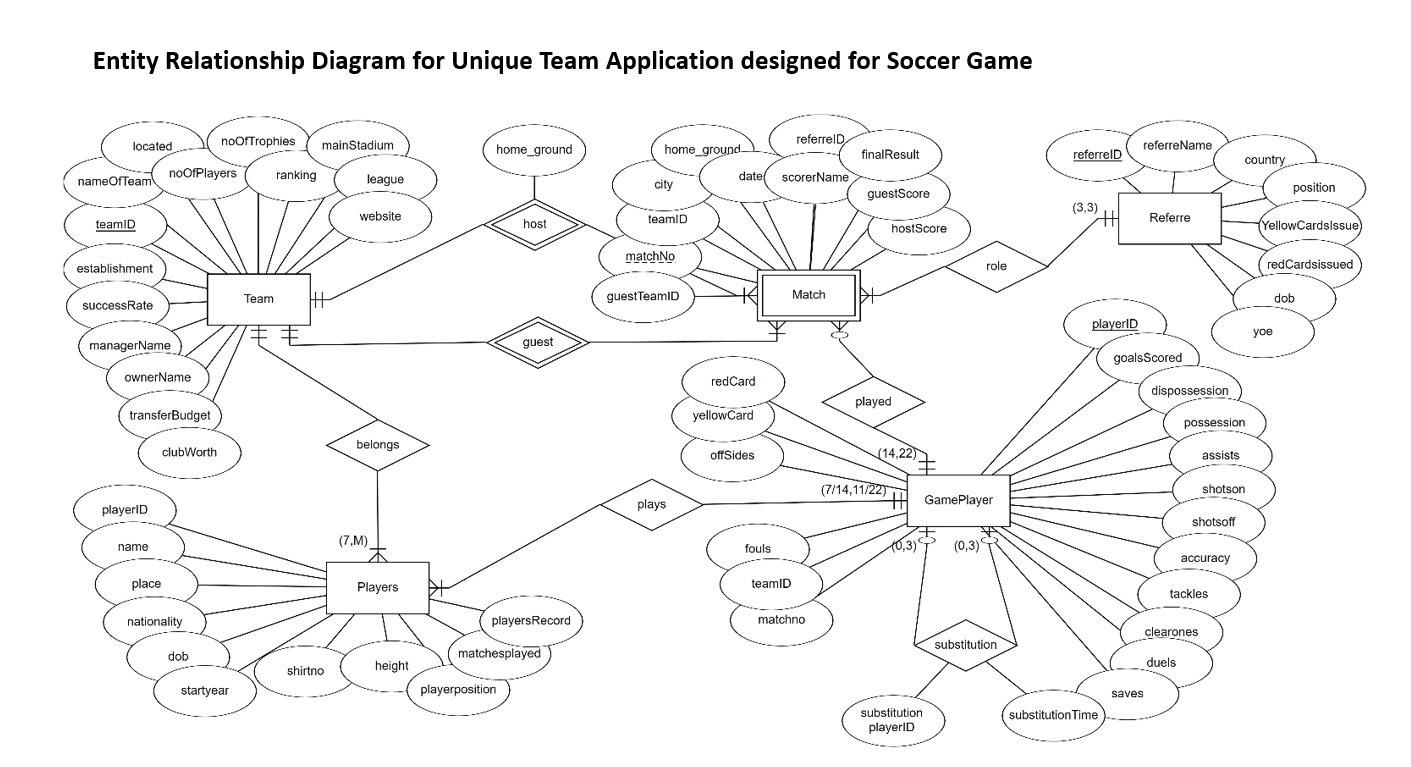 Entity Relationship Diagram for Unique Team Application designed for Soccer Game
located
noOfTrophies
mainStadium
nameOfTeam
noOfPlayers
ranking
league
teamID
website
establishment
successRate
managerName
ownerName
transferBudget
clubWorth
Team
home_ground
host
guest
home_ground
referreID
finalResult
city
date
scorerName
guestScore
teamID
hostScore
matchNo
guestTeamID
Match
role
(3,3)
referreID
referreName
country
position
YellowCardsIssue
redCardsissued
dob
yoe
Referre
belongs
(7,M)
played
(14,22)
redCard
yellowCard
offSides
(7/14,11/22)
plays
GamePlayer
playerID
goalsScored
dispossession
possession
assists
shotson
shotsoff
accuracy
tackles
clearones
duels
saves
fouls
teamID
matchno
(0,3)
(0,3)
substitution
substitution
playerID
substitutionTime
playerID
name
place
nationality
dob
startyear
shirtno
height
playerposition
matchesplayed
playersRecord
Players